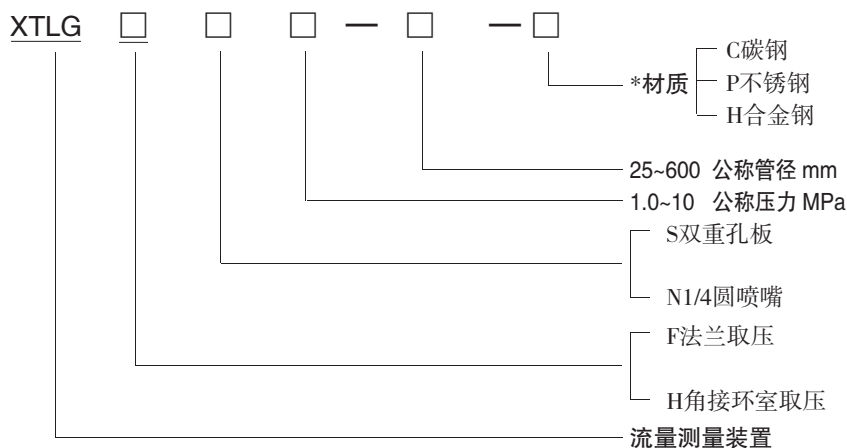 XTLG □ □ □ — □ — □
C碳钢
*材质 P不锈钢
H合金钢
25~600 公称管径 mm
1.0~10 公称压力 MPa
S双重孔板
N1/4圆喷嘴
F法兰取压
H角接环室取压
流量测量装置